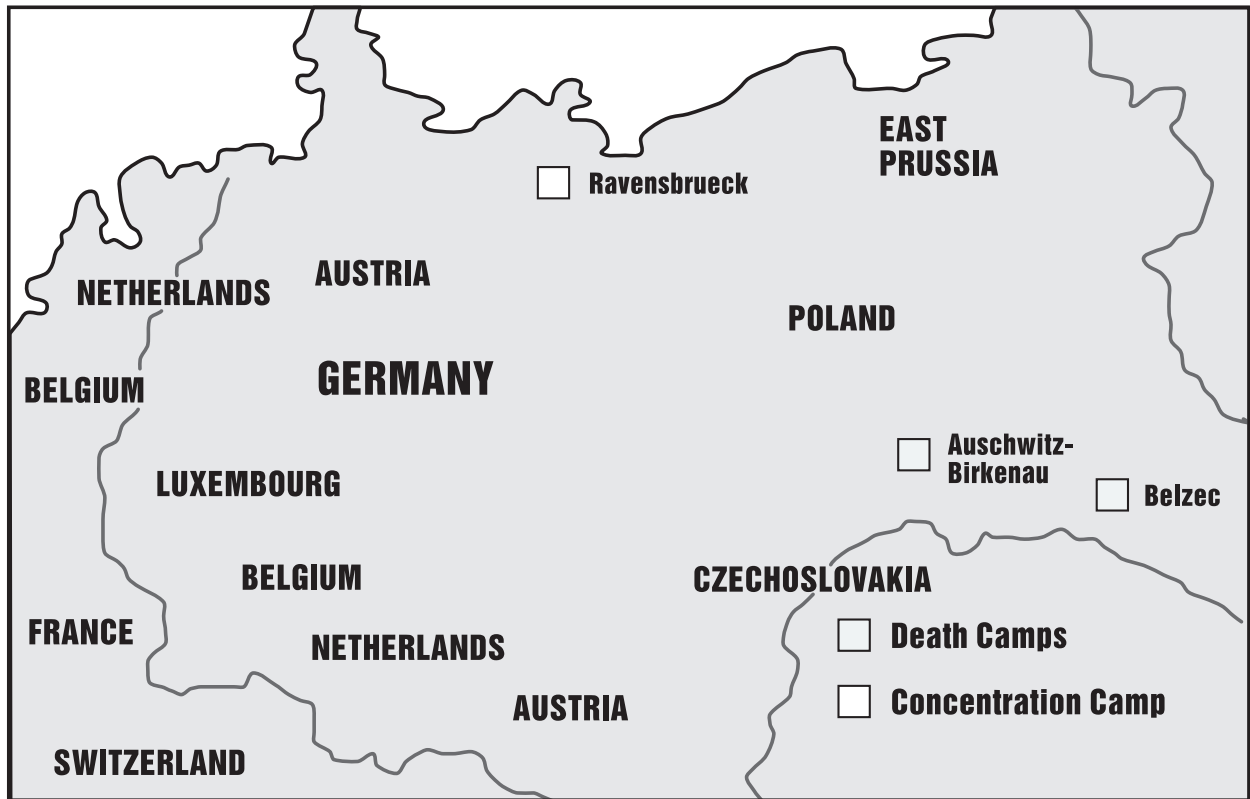 EAST
PRUSSIA
Ravensbrueck
AUSTRIA
NETHERLANDS
POLAND
GERMANY
BELGIUM
Auschwitz-
Birkenau
LUXEMBOURG
Belzec
BELGIUM
CZECHOSLOVAKIA
FRANCE
NETHERLANDS
Death Camps
Concentration Camp
AUSTRIA
SWITZERLAND